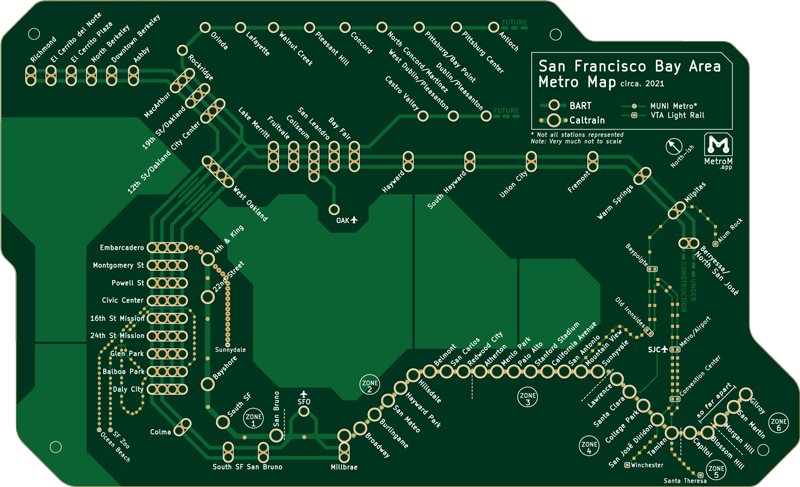 San Francisco Bay Area
Metro Map circa. 2021
BART
Caltrain
MUNI Metro*
VTA Light Rail
* Not all stations represented
Note: Very much not to scale
North-ish
MetroM
.app
Richmond
El Cerrito del Norte
El Cerrito Plaza
North Berkeley
Downtown Berkeley
Ashby
MacArthur
19th St/Oakland
12th St/Oakland City Center
Rockridge
Orinda
Lafayette
Walnut Creek
Pleasant Hill
Concord
North Concord/Martinez
Pittsburg/Bay Point
Pittsburg Center
Antioch
FUTURE
Castro Valley
West Dublin/Pleasanton
Dublin/Pleasanton
FUTURE
Lake Merritt
Fruitvale
Coliseum
San Leandro
Bay Fair
OAK
Hayward
South Hayward
Union City
Fremont
Warm Springs
Milpitas
Berryessa/
North San José
UNDER
CONSTRUCTION
West Oakland
Embarcadero
Montgomery St
Powell St
Civic Center
16th St Mission
24th St Mission
Glen Park
Balboa Park
Daly City
Colma
South SF
San Bruno
SFO
Millbrae
4th & King
22nd Street
Bayshore
South SF
San Bruno
Sunnydale
SF Zoo
Ocean Beach
ZONE
1
Broadway
Burlingame
San Mateo
Hayward Park
Hillsdale
Belmont
San Carlos
Redwood City
ZONE
2
Atherton
Menlo Park
Palo Alto
Stanford Stadium
California Avenue
San Antonio
Mountain View
Sunnyvale
ZONE
3
Lawrence
Santa Clara
College Park
San José Diridon
Tamien
ZONE
4
Capitol
Blossom Hill
Morgan Hill
San Martin
Gilroy
so far apart
ZONE
5
ZONE
6
Alum Rock
Baypointe
Old Ironsides
SJC
Metro/Airport
Convention Center
Winchester
Santa Theresa